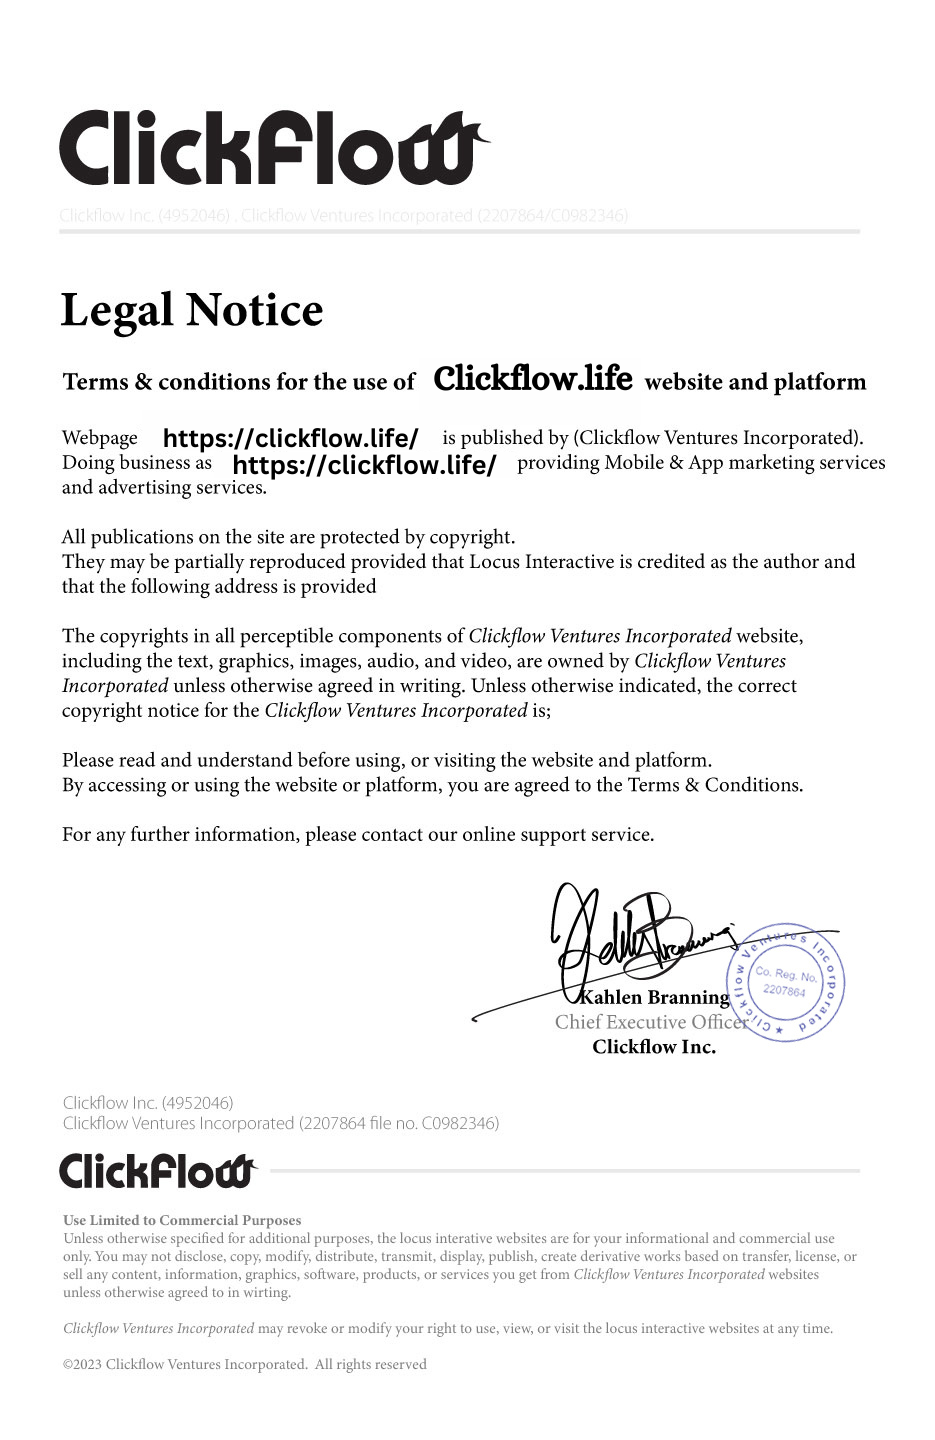 Clickflow
Clickflow Inc. (4952046) . Clickflow Ventures Incorporated (2207864/C0982346)
Legal Notice
Terms & conditions for the use of Clickflow.life website and platform
Webpage https://clickflow.life/ is published by (Clickflow Ventures Incorporated).
Doing business as https://clickflow.life/ providing Mobile & App marketing services
and advertising services.
All publications on the site are protected by copyright.
They may be partially reproduced provided that Locus Interactive is credited as the author and
that the following address is provided
The copyrights in all perceptible components of Clickflow Ventures Incorporated website,
including the text, graphics, images, audio, and video, are owned by Clickflow Ventures
Incorporated unless otherwise agreed in writing. Unless otherwise indicated, the correct
copyright notice for the Clickflow Ventures Incorporated is;
Please read and understand before using, or visiting the website and platform.
By accessing or using the website or platform, you are agreed to the Terms & Conditions.
For any further information, please contact our online support service.
Kahlen Branning
Chief Executive Officer
Clickflow Inc.
Clickflow Ventures Incorporated
Co. Reg. No.
2207864
Clickflow Inc. (4952046)
Clickflow Ventures Incorporated (2207864 file no. C0982346)
Clickflow
Use Limited to Commercial Purposes
Unless otherwise specified for additional purposes, the locus interative websites are for your informational and commercial use
only. You may not disclose, copy, modify, distribute, transmit, display, publish, create derivative works based on transfer, license, or
sell any content, information, graphics, software, products, or services you get from Clickflow Ventures Incorporated websites
unless otherwise agreed to in wirting.
Clickflow Ventures Incorporated may revoke or modify your right to use, view, or visit the locus interactive websites at any time.
©2023 Clickflow Ventures Incorporated. All rights reserved